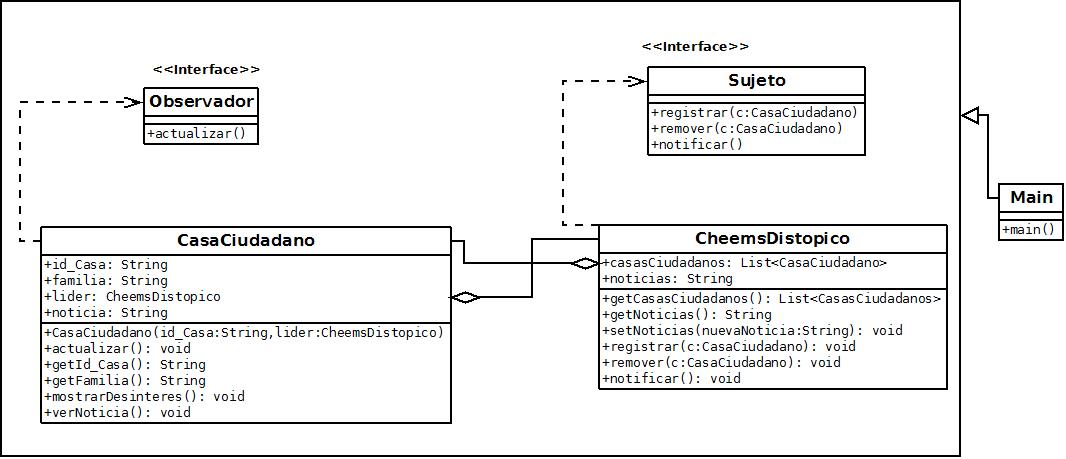 <<Interface>>
Observador
+actualizar()
<<Interface>>
Sujeto
+registrar(c:CasaCiudadano)
+remover(c:CasaCiudadano)
+notificar()
Main
+main()
CasaCiudadano
+id_Casa: String
+familia: String
+lider: CheemsDistopico
+noticia: String
+CasaCiudadano(id_Casa:String,lider:CheemsDistopico)
+actualizar(): void
+getId_Casa(): String
+getFamilia(): String
+mostrarDesinteres(): void
+verNoticia(): void
CheemsDistopico
+casasCiudadanos: List<CasaCiudadano>
+noticias: String
+getCasasCiudadanos(): List<CasasCiudadanos>
+getNoticias(): String
+setNoticias(nuevaNoticia:String): void
+registrar(c:CasaCiudadano): void
+remover(c:CasaCiudadano): void
+notificar(): void